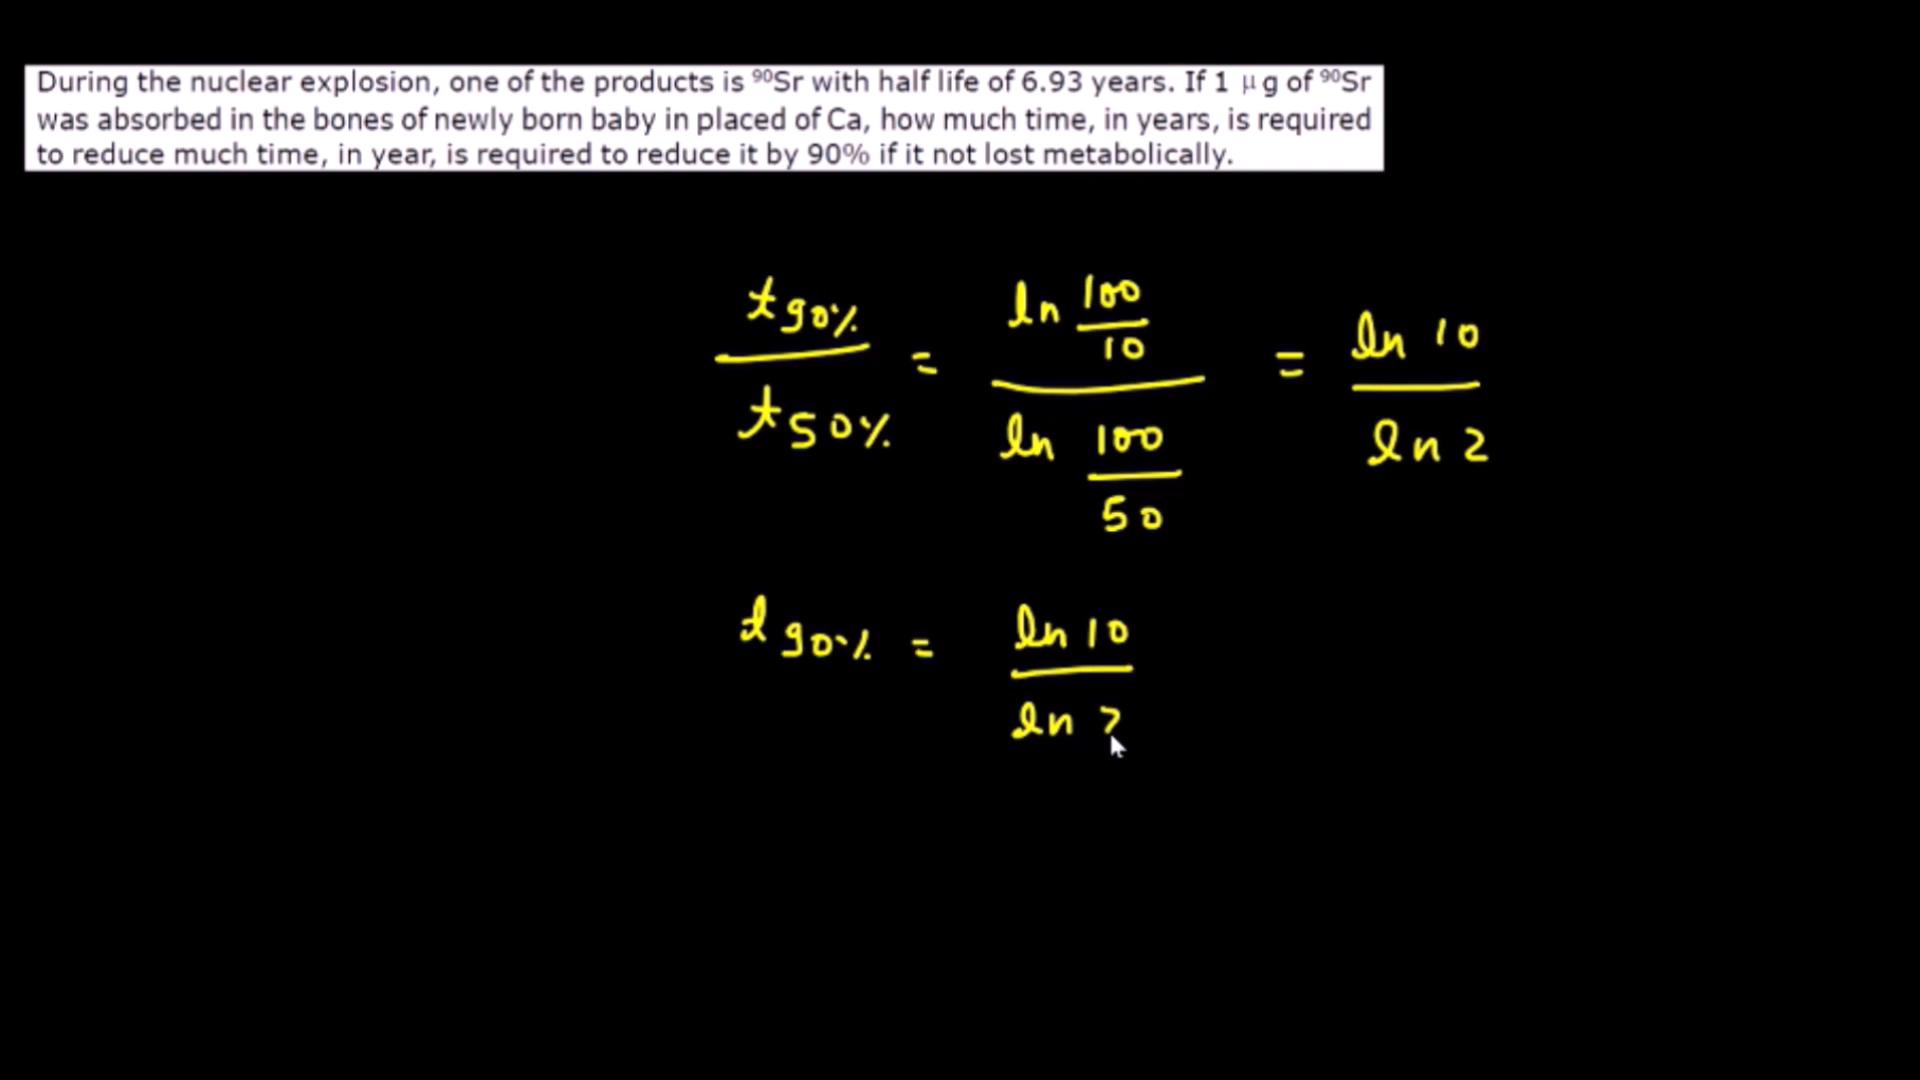 During the nuclear explosion, one of the products is ⁹⁰Sr with half life of 6.93 years. If 1 μg of ⁹⁰Sr
was absorbed in the bones of newly born baby in placed of Ca, how much time, in years, is required
to reduce much time, in year, is required to reduce it by 90% if it not lost metabolically.
t90% / t50% = ln 100/10 / ln 100/50 = ln 10 / ln 2
t90% = ln 10 / ln 2